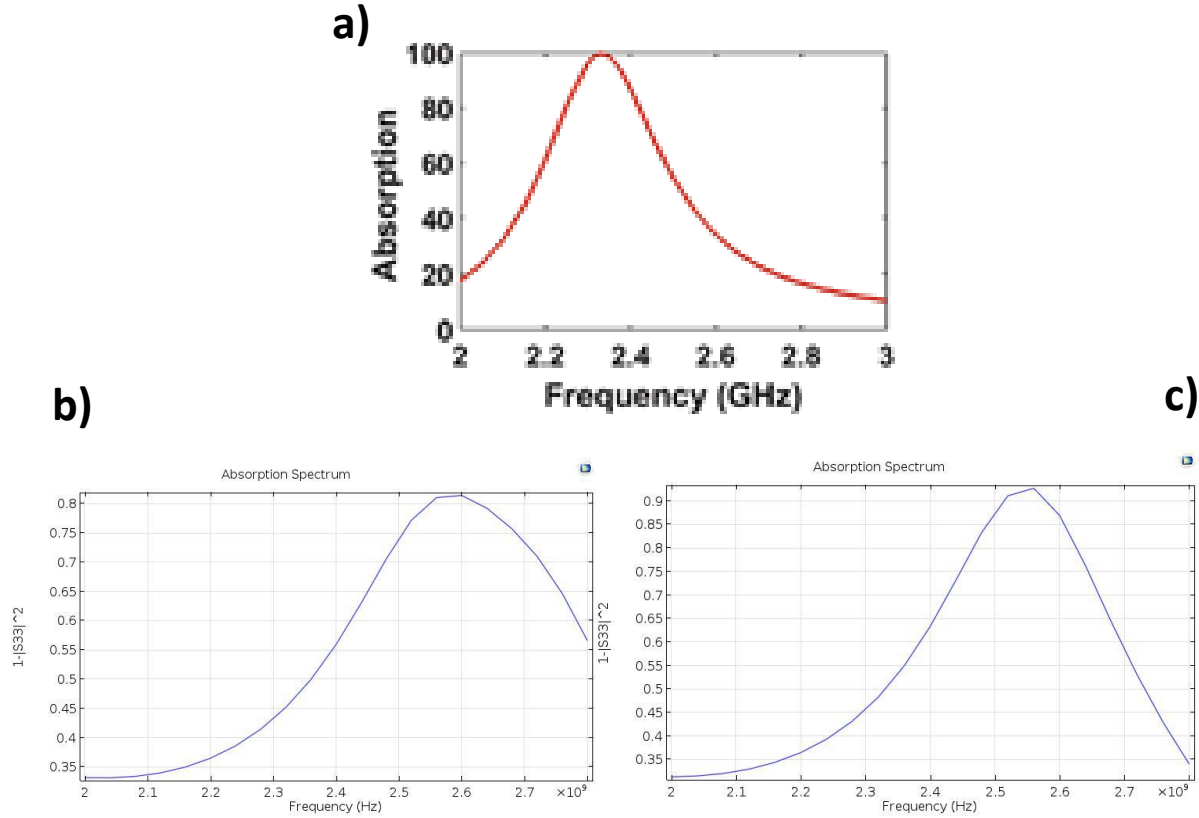 a)
100
80
60
40
20
0
Absorption
2 2.2 2.4 2.6 2.8 3
Frequency (GHz)
b)
Absorption Spectrum
0.8
0.75
0.7
0.65
0.6
0.55
0.5
0.45
0.4
0.35
1-|S33|^2
2 2.1 2.2 2.3 2.4 2.5 2.6 2.7 ×10⁹
Frequency (Hz)
c)
Absorption Spectrum
0.9
0.85
0.8
0.75
0.7
0.65
0.6
0.55
0.5
0.45
0.4
0.35
1-|S33|^2
2 2.1 2.2 2.3 2.4 2.5 2.6 2.7 ×10⁹
Frequency (Hz)